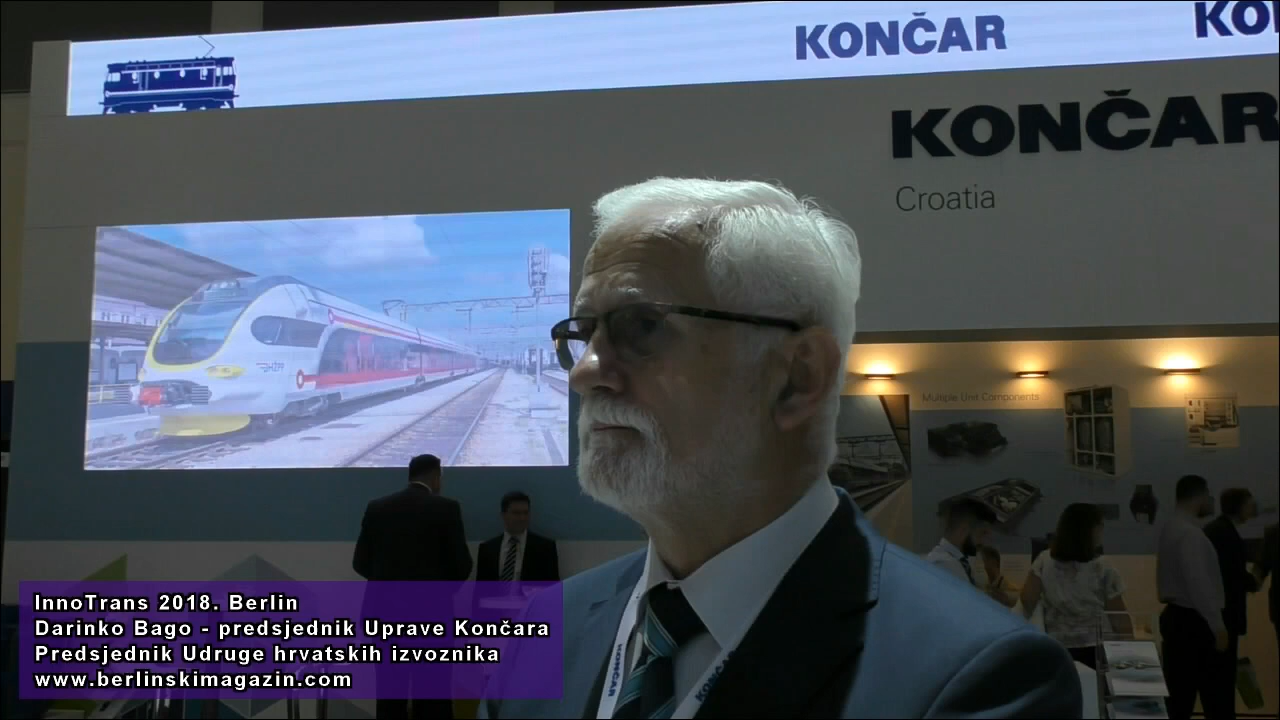 KONČAR
KONČAR
Croatia
Multiple Unit Components
InnoTrans 2018. Berlin
Darinko Bago - predsjednik Uprave Končara
Predsjednik Udruge hrvatskih izvoznika
www.berlinskimagazin.com
KONČAR